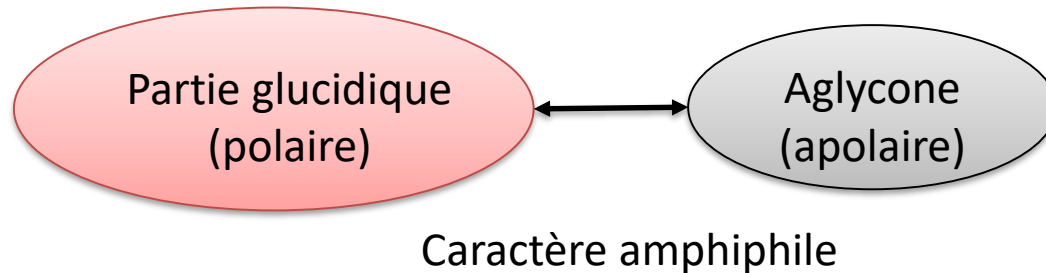 Partie glucidique
(polaire)
Aglycone
(apolaire)
Caractère amphiphile